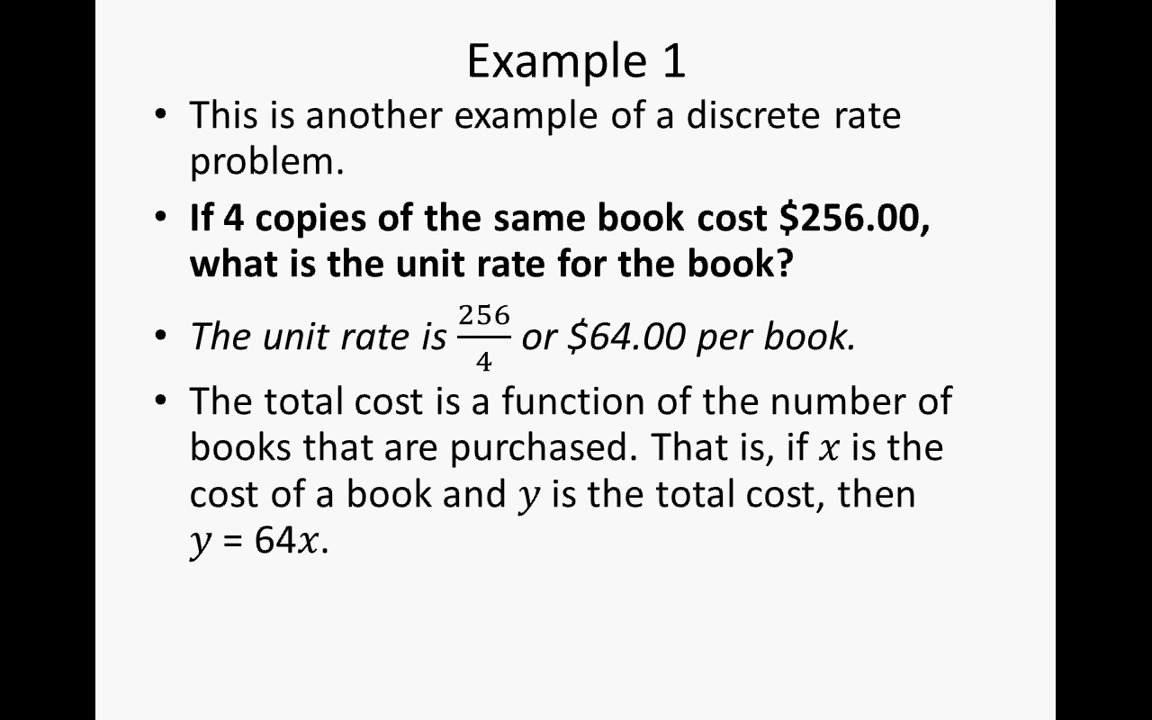 Example 1
• This is another example of a discrete rate
problem.
• If 4 copies of the same book cost $256.00,
what is the unit rate for the book?
• The unit rate is 256/4 or $64.00 per book.
• The total cost is a function of the number of
books that are purchased. That is, if x is the
cost of a book and y is the total cost, then
y = 64x.